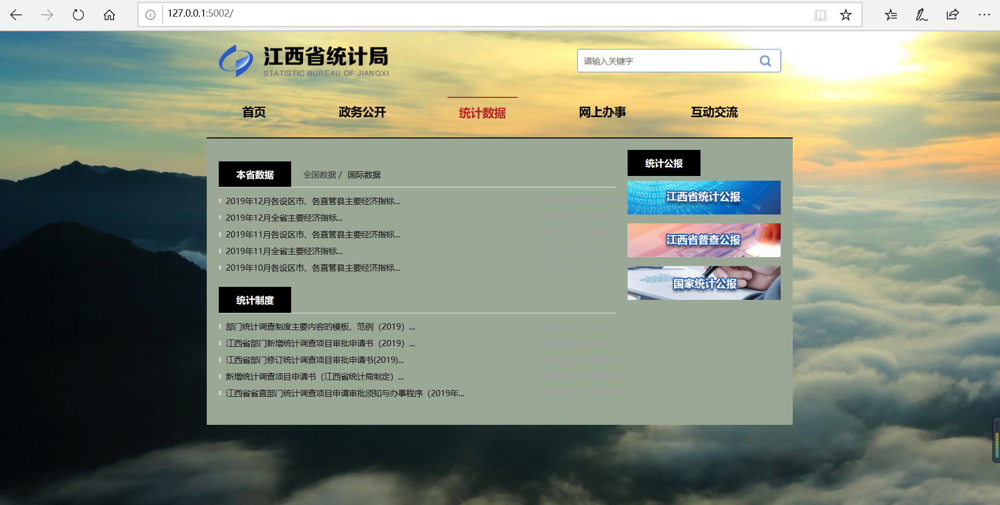 127.0.0.1:5002/
江西省统计局
STATISTIC BUREAU OF JIANGXI
请输入关键字
首页 政务公开 统计数据 网上办事 互动交流
本省数据 全国数据 / 国际数据
2019年12月各设区市、各直管县主要经济指标...
2019年12月全省主要经济指标...
2019年11月各设区市、各直管县主要经济指标...
2019年11月全省主要经济指标...
2019年10月各设区市、各直管县主要经济指标...
统计制度
部门统计调查制度主要内容的模板、范例（2019）...
江西省部门新增统计调查项目审批申请书（2019）...
江西省部门修订统计调查项目审批申请书(2019)...
新增统计调查项目申请书（江西省统计局制定）...
江西省省直部门统计调查项目申请审批须知与办事程序（2019年...
统计公报
江西省统计公报
江西省普查公报
国家统计公报